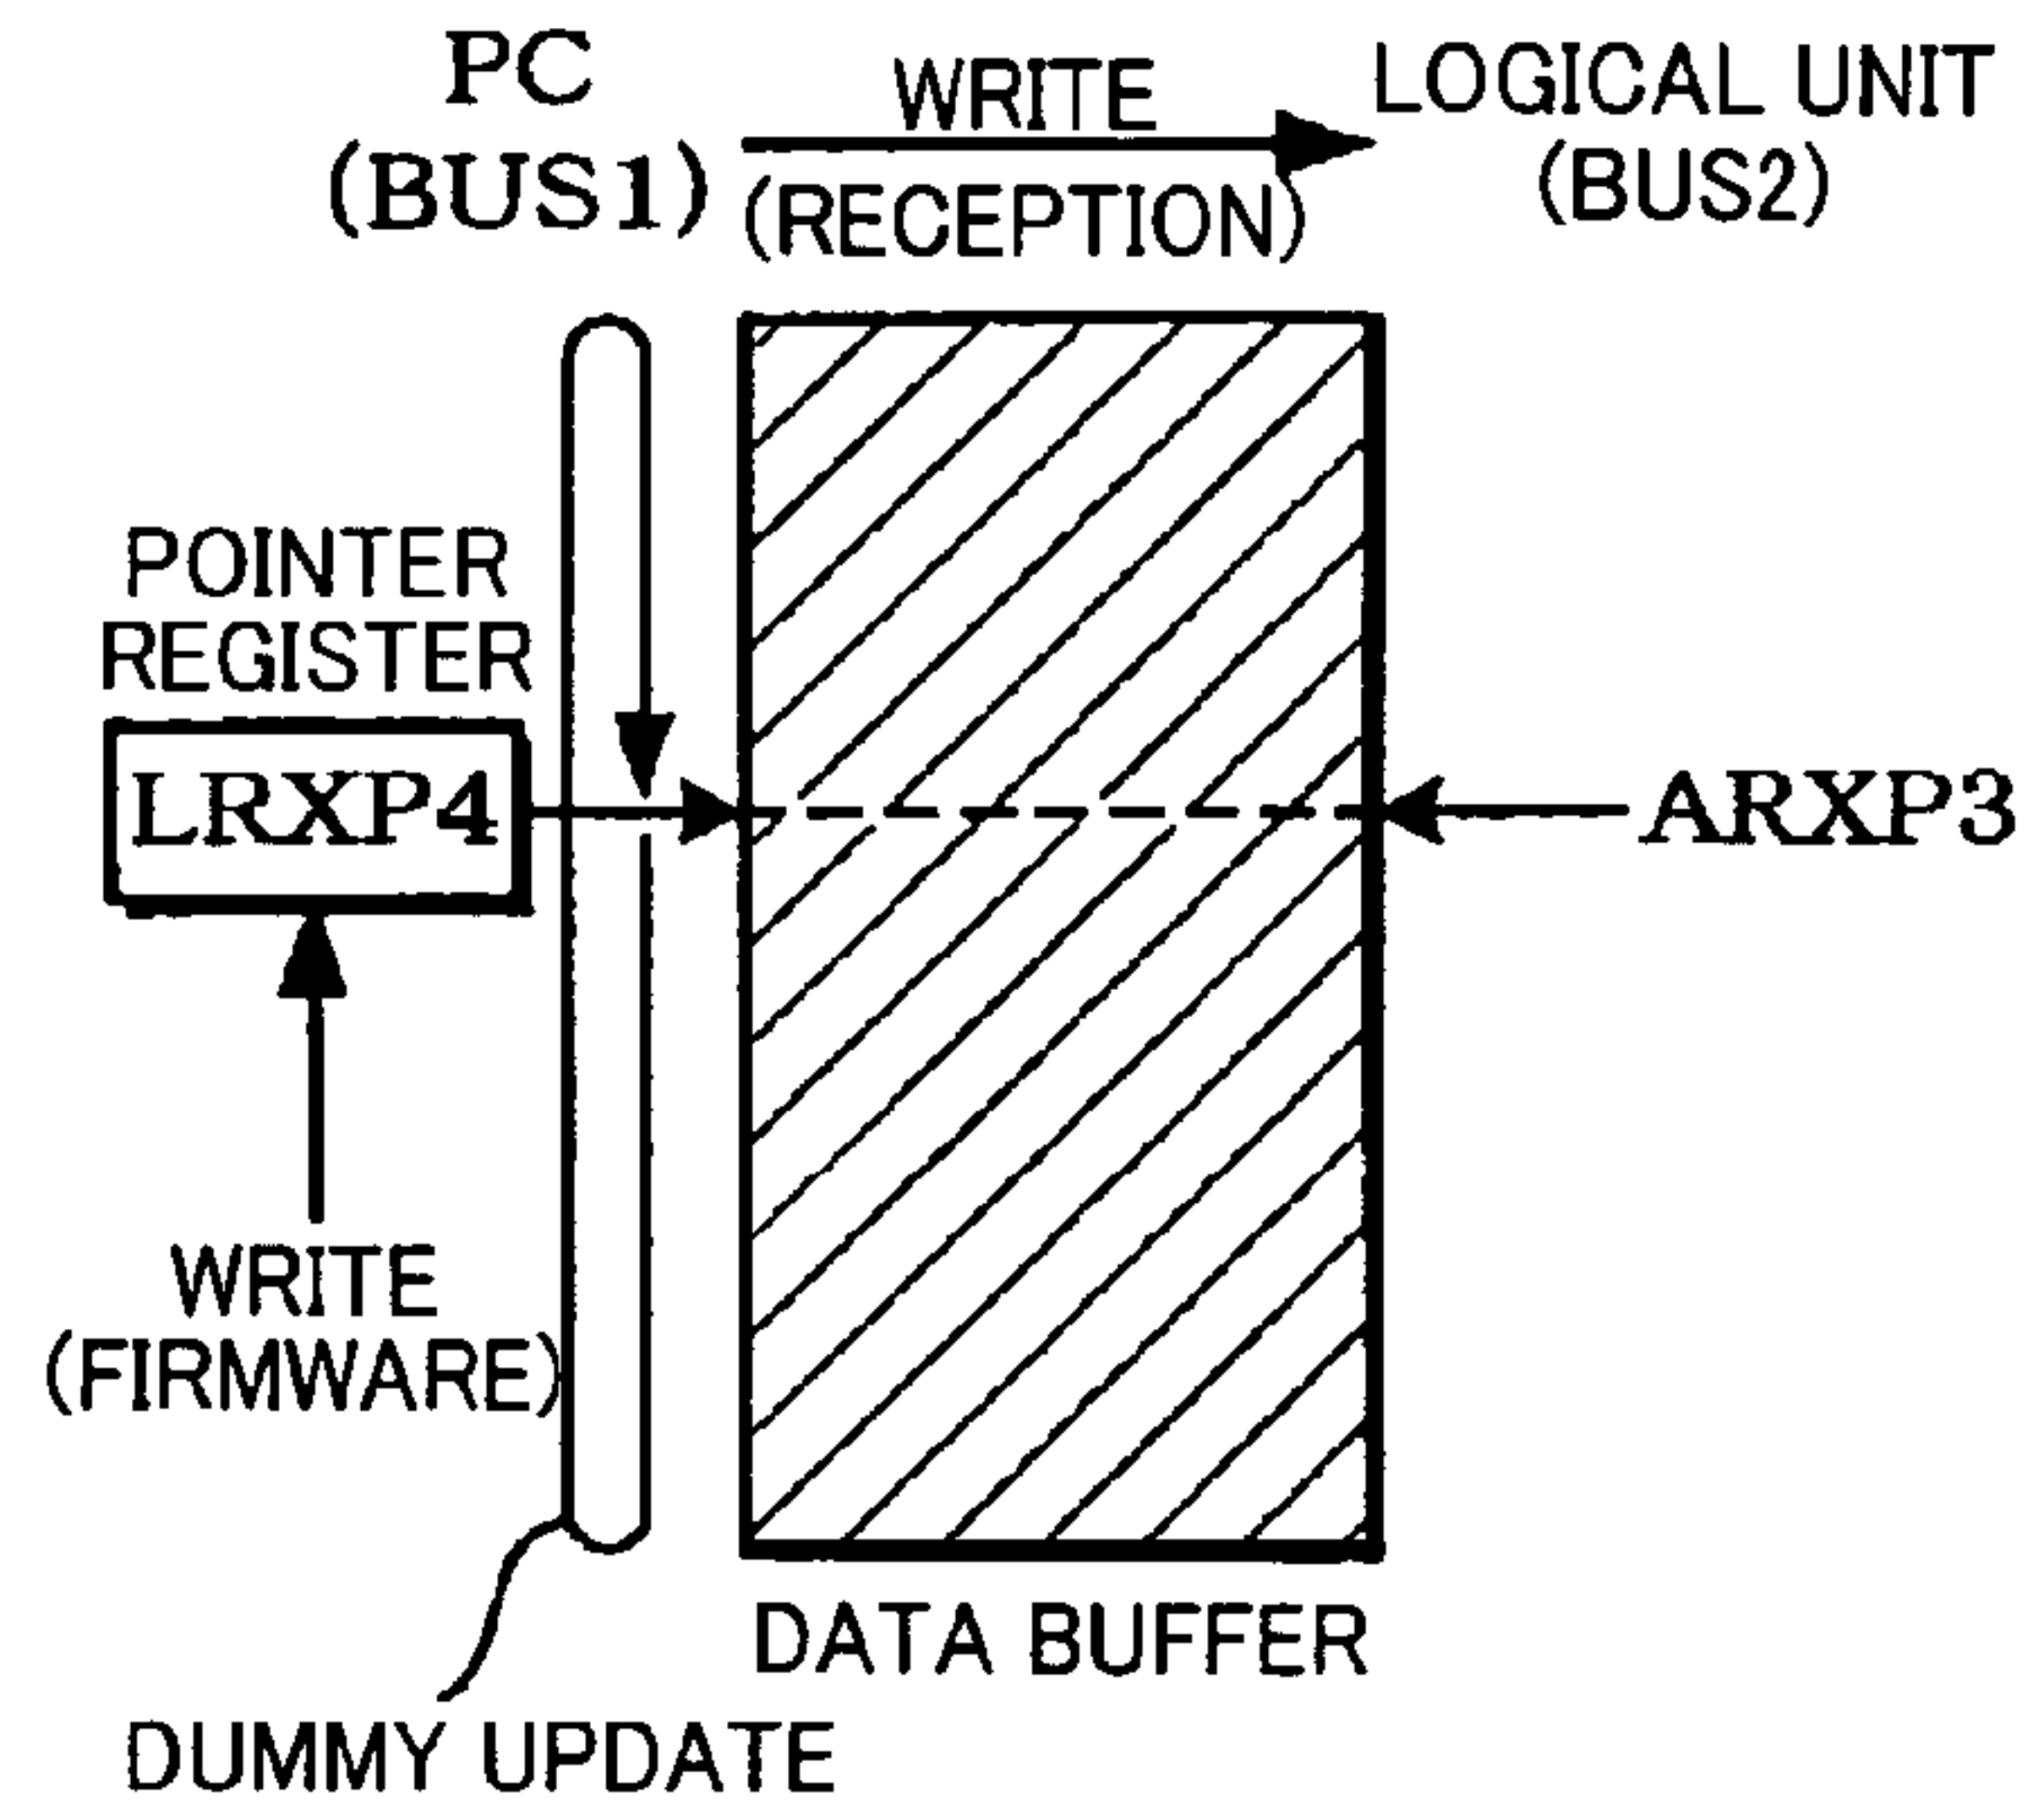 PC
(BUS1)
WRITE
(RECEPTION)
LOGICAL UNIT
(BUS2)
POINTER
REGISTER
LRXP4
ARXP3
WRITE
(FIRMWARE)
DATA BUFFER
DUMMY UPDATE